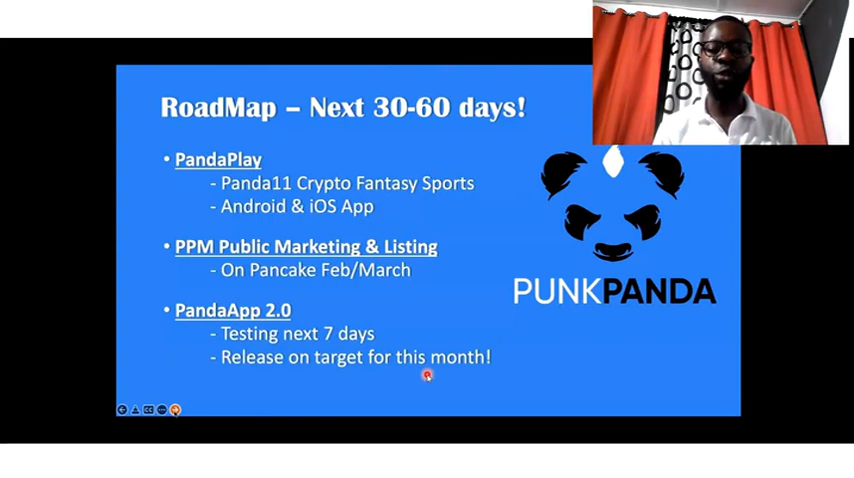 RoadMap – Next 30-60 days!
• PandaPlay
- Panda11 Crypto Fantasy Sports
- Android & iOS App
• PPM Public Marketing & Listing
- On Pancake Feb/March
• PandaApp 2.0
- Testing next 7 days
- Release on target for this month!
PUNKPANDA